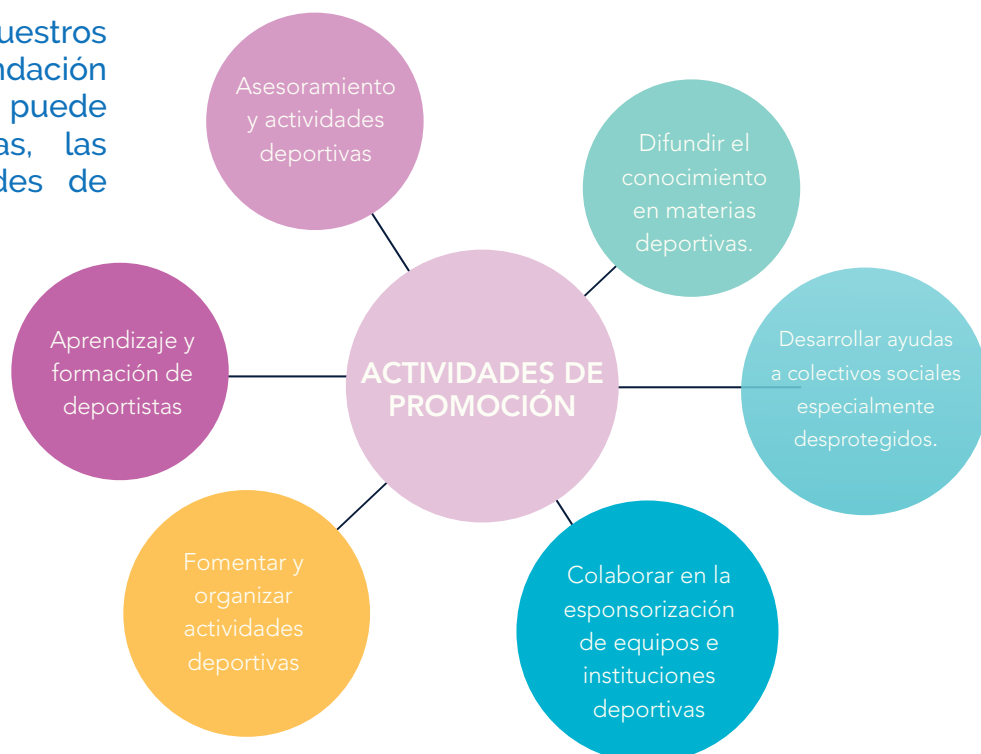 uestros
ndación
puede
as, las
des de
Asesoramiento
y actividades
deportivas
Difundir el
conocimiento
en materias
deportivas.
Aprendizaje y
formación de
deportistas
ACTIVIDADES DE
PROMOCIÓN
Desarrollar ayudas
a colectivos sociales
especialmente
desprotegidos.
Fomentar y
organizar
actividades
deportivas
Colaborar en la
esponsorización
de equipos e
instituciones
deportivas